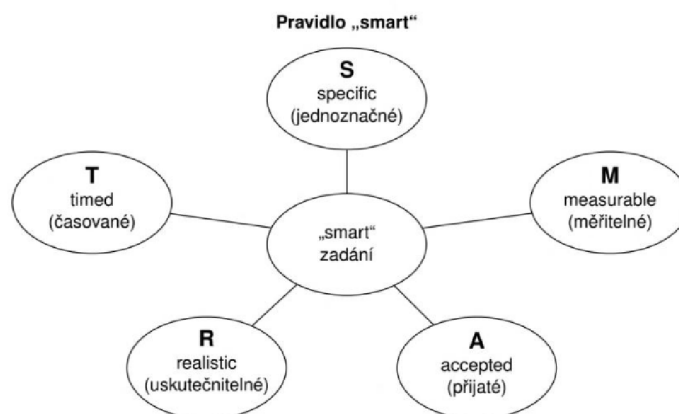 Pravidlo „smart“
S
specific
(jednoznačné)
M
measurable
(měřitelné)
A
accepted
(přijaté)
R
realistic
(uskutečnitelné)
T
timed
(časované)
„smart“
zadání